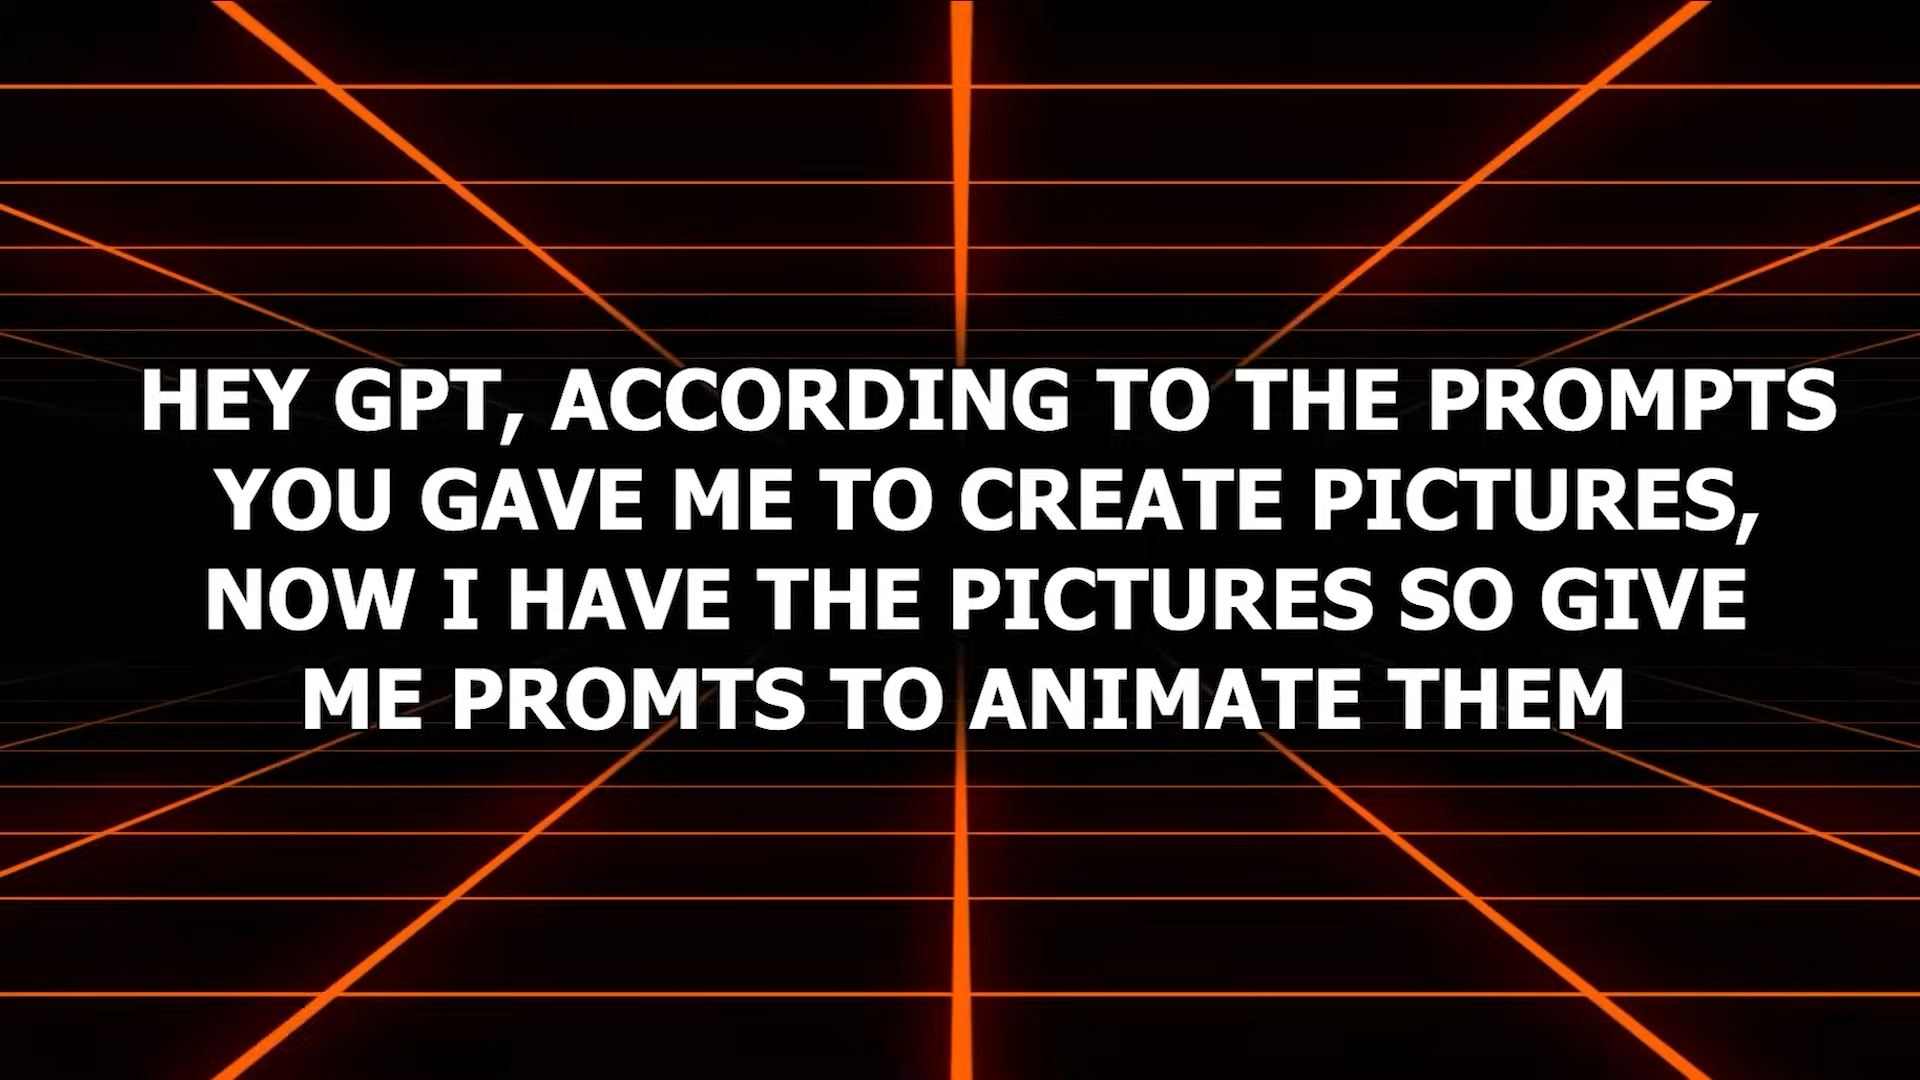 HEY GPT, ACCORDING TO THE PROMPTS
YOU GAVE ME TO CREATE PICTURES,
NOW I HAVE THE PICTURES SO GIVE
ME PROMTS TO ANIMATE THEM